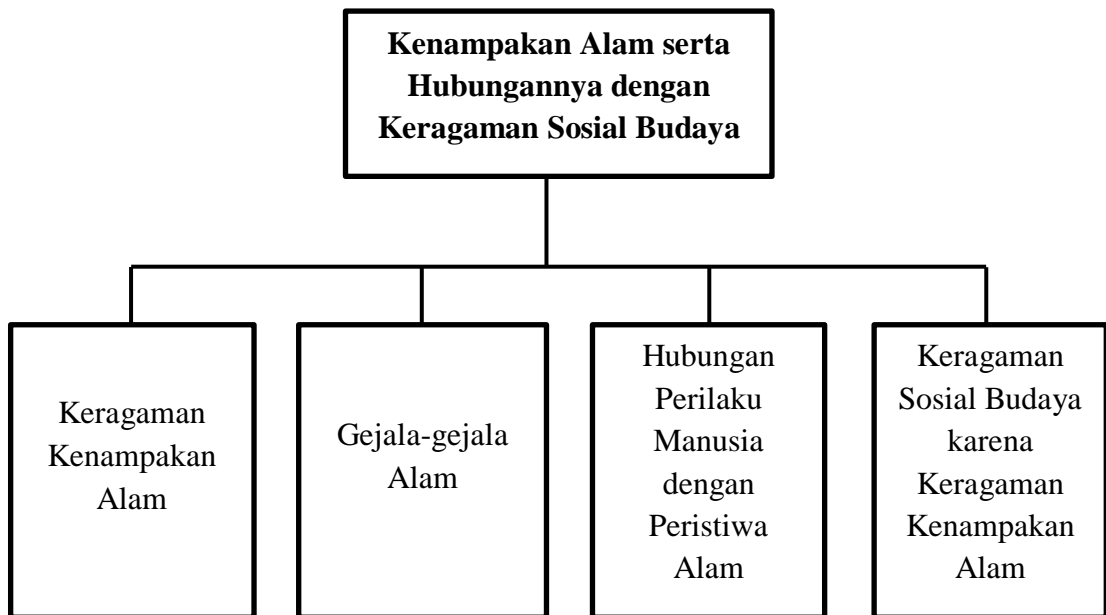 Kenampakan Alam serta
Hubungannya dengan
Keragaman Sosial Budaya
Keragaman
Kenampakan
Alam
Gejala-gejala
Alam
Hubungan
Perilaku
Manusia
dengan
Peristiwa
Alam
Keragaman
Sosial Budaya
karena
Keragaman
Kenampakan
Alam